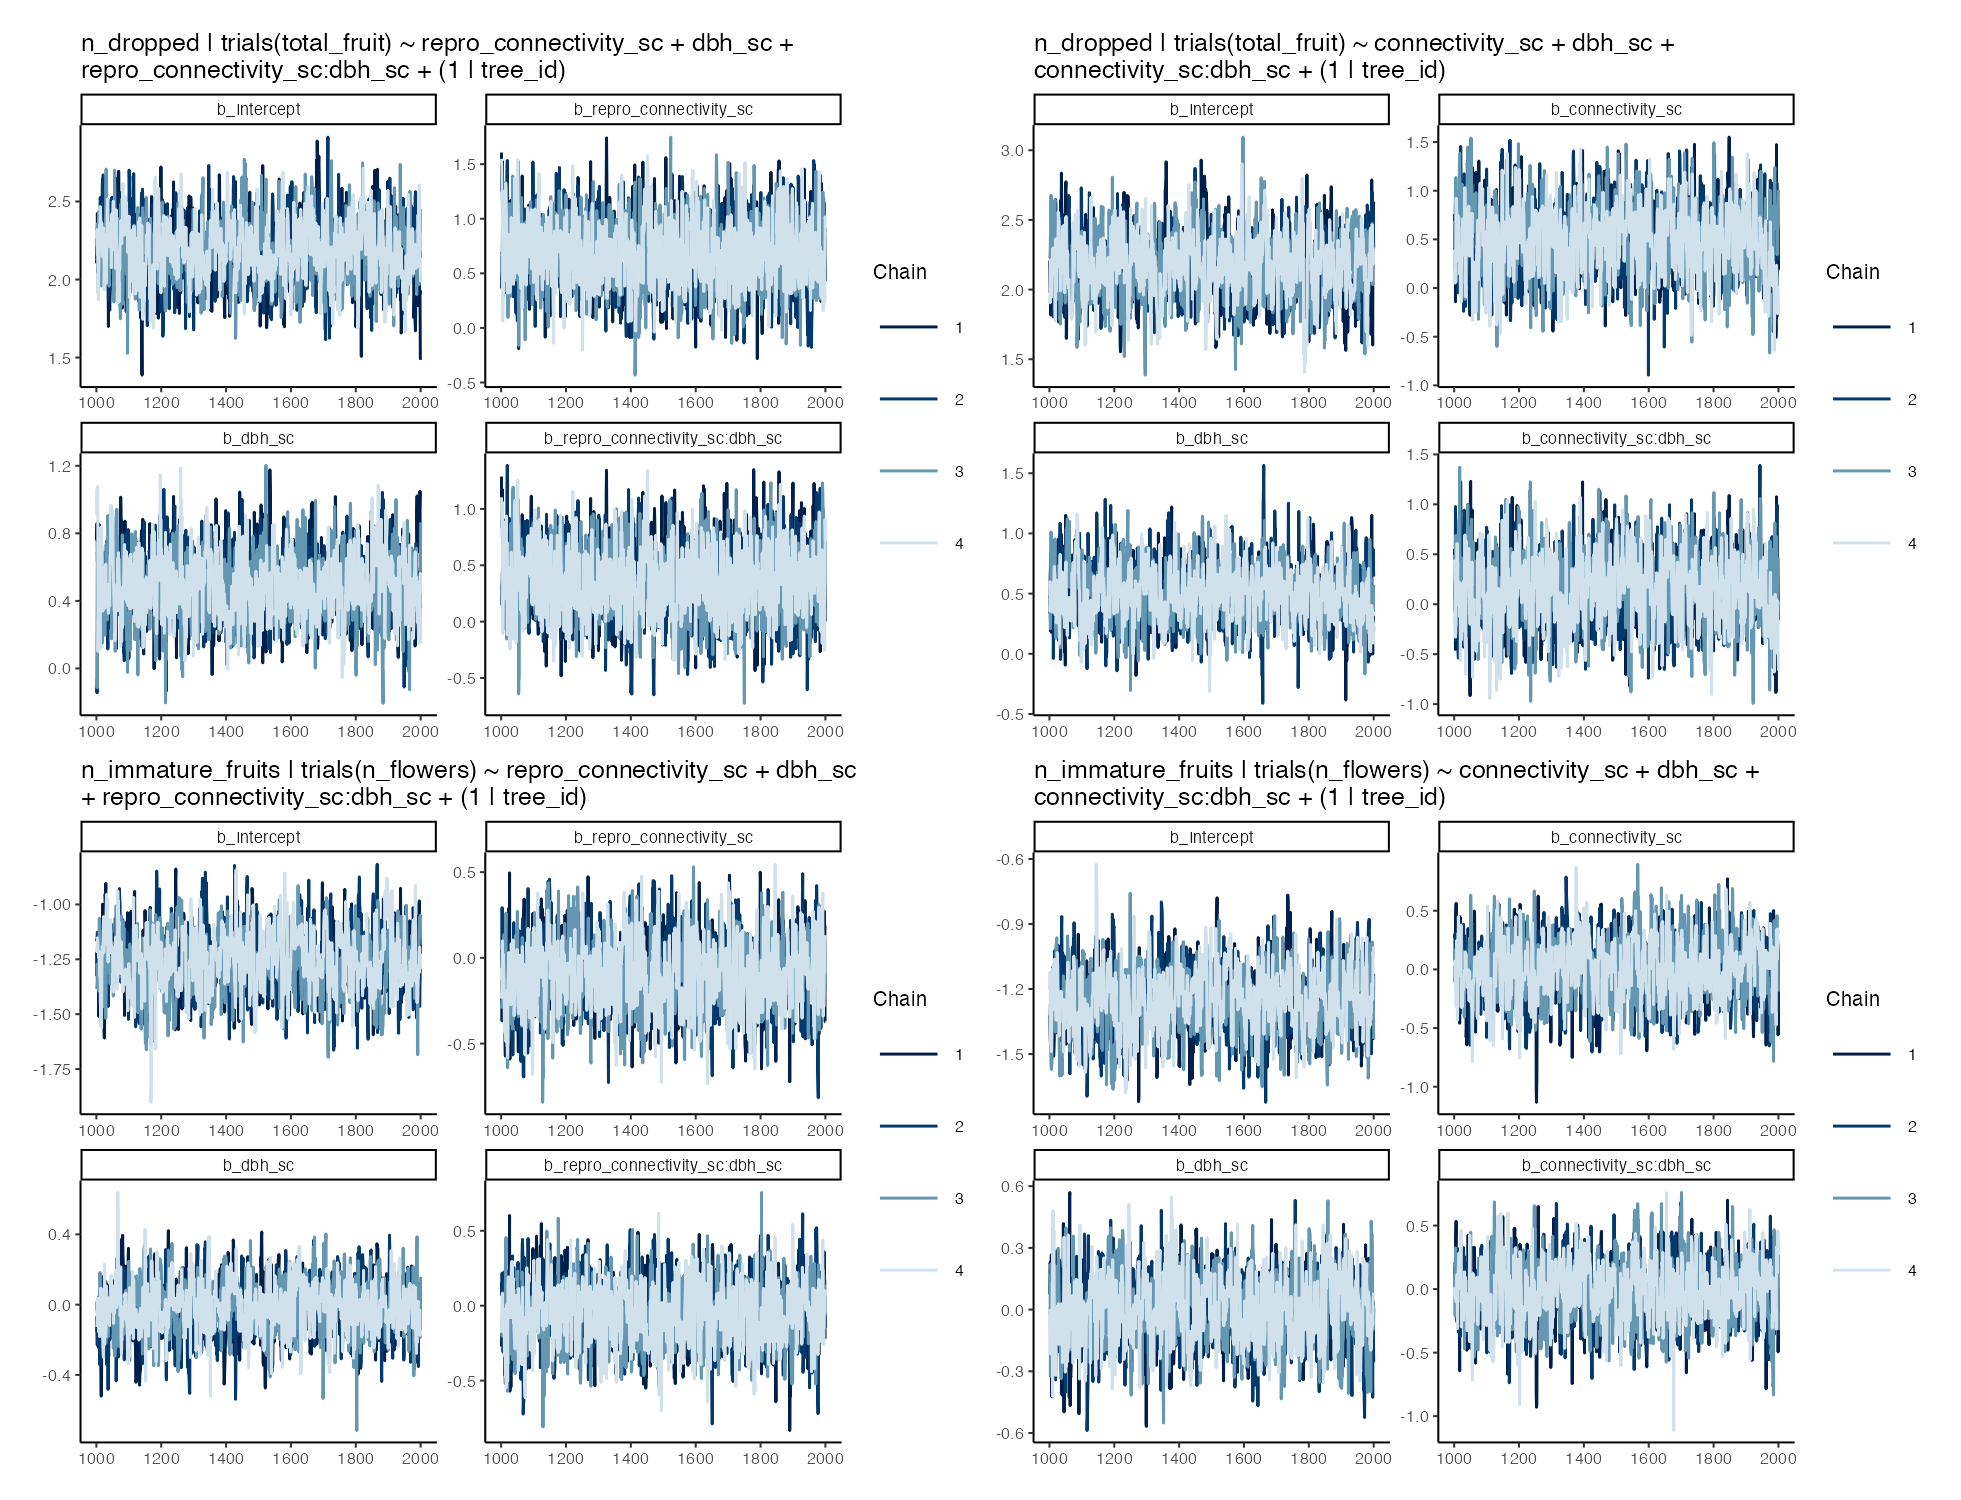 n_dropped | trials(total_fruit) ~ repro_connectivity_sc + dbh_sc +
repro_connectivity_sc:dbh_sc + (1 | tree_id)
b_Intercept
b_repro_connectivity_sc
2.5
2.0
1.5
1000 1200 1400 1600 1800 2000
1.5
1.0
0.5
0.0
-0.5
1000 1200 1400 1600 1800 2000
b_dbh_sc
b_repro_connectivity_sc:dbh_sc
1.2
0.8
0.4
0.0
1000 1200 1400 1600 1800 2000
1.0
0.5
0.0
-0.5
1000 1200 1400 1600 1800 2000
Chain
1
2
3
4
n_dropped | trials(total_fruit) ~ connectivity_sc + dbh_sc +
connectivity_sc:dbh_sc + (1 | tree_id)
b_Intercept
b_connectivity_sc
3.0
2.5
2.0
1.5
1000 1200 1400 1600 1800 2000
1.5
1.0
0.5
0.0
-0.5
-1.0
1000 1200 1400 1600 1800 2000
b_dbh_sc
b_connectivity_sc:dbh_sc
1.5
1.0
0.5
0.0
-0.5
1000 1200 1400 1600 1800 2000
1.5
1.0
0.5
0.0
-0.5
-1.0
1000 1200 1400 1600 1800 2000
Chain
1
2
3
4
n_immature_fruits | trials(n_flowers) ~ repro_connectivity_sc + dbh_sc
+ repro_connectivity_sc:dbh_sc + (1 | tree_id)
b_Intercept
b_repro_connectivity_sc
-1.00
-1.25
-1.50
-1.75
1000 1200 1400 1600 1800 2000
0.5
0.0
-0.5
1000 1200 1400 1600 1800 2000
b_dbh_sc
b_repro_connectivity_sc:dbh_sc
0.4
0.0
-0.4
1000 1200 1400 1600 1800 2000
0.5
0.0
-0.5
1000 1200 1400 1600 1800 2000
Chain
1
2
3
4
n_immature_fruits | trials(n_flowers) ~ connectivity_sc + dbh_sc +
connectivity_sc:dbh_sc + (1 | tree_id)
b_Intercept
b_connectivity_sc
-0.6
-0.9
-1.2
-1.5
1000 1200 1400 1600 1800 2000
0.5
0.0
-0.5
-1.0
1000 1200 1400 1600 1800 2000
b_dbh_sc
b_connectivity_sc:dbh_sc
0.6
0.3
0.0
-0.3
-0.6
1000 1200 1400 1600 1800 2000
0.5
0.0
-0.5
-1.0
1000 1200 1400 1600 1800 2000
Chain
1
2
3
4